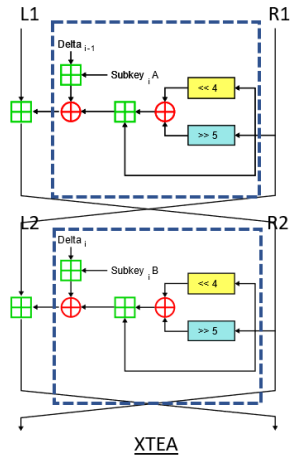 L1 R1
Delta i-1
Subkey i A
<< 4
>> 5
L2 R2
Delta i
Subkey i B
<< 4
>> 5
XTEA